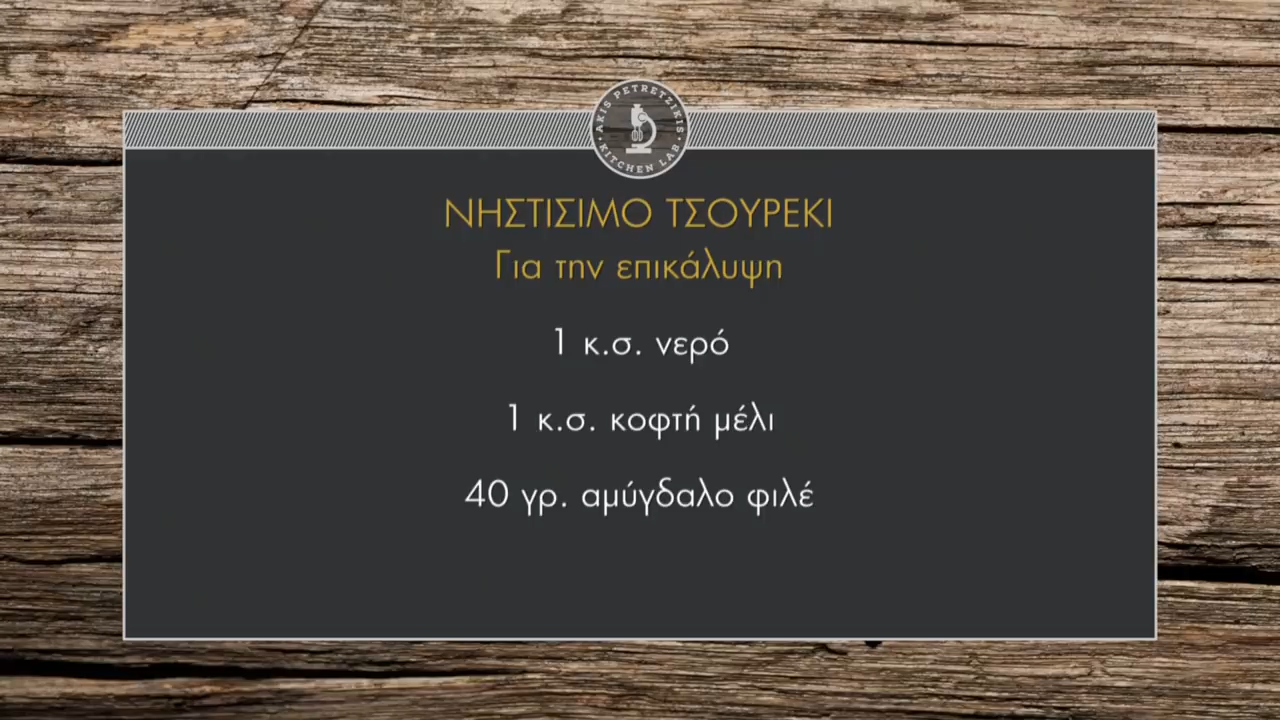 AKIS PETRETZIKIS
KITCHEN LAB
ΝΗΣΤΙΣΙΜΟ ΤΣΟΥΡΕΚΙ
Για την επικάλυψη
1 κ.σ. νερό
1 κ.σ. κοφτή μέλι
40 γρ. αμύγδαλο φιλέ